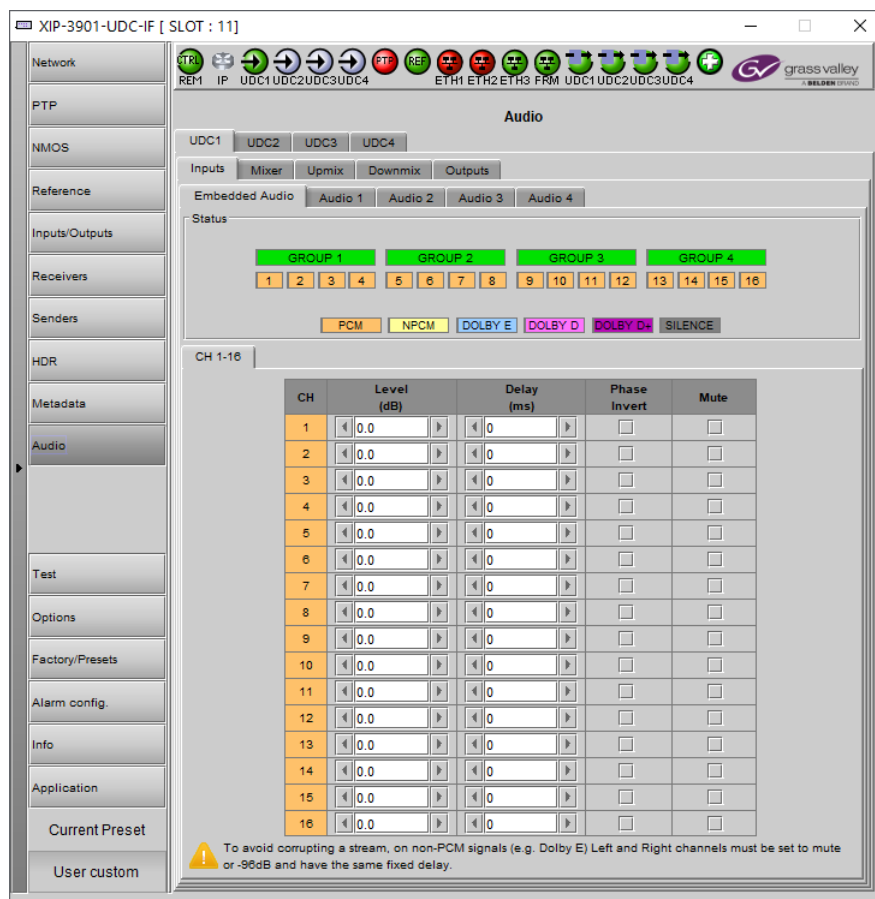 XIP-3901-UDC-IF [ SLOT : 11]
Network
PTP
NMOS
Reference
Inputs/Outputs
Receivers
Senders
HDR
Metadata
Audio
Test
Options
Factory/Presets
Alarm config.
Info
Application
Current Preset
User custom
CTRL PTP REF
REM IP UDC1 UDC2 UDC3 UDC4 ETH1 ETH2 ETH3 FRM UDC1 UDC2 UDC3 UDC4
GV grass valley
A BELDEN BRAND
Audio
UDC1 UDC2 UDC3 UDC4
Inputs Mixer Upmix Downmix Outputs
Embedded Audio Audio 1 Audio 2 Audio 3 Audio 4
Status
GROUP 1 GROUP 2 GROUP 3 GROUP 4
1 2 3 4 5 6 7 8 9 10 11 12 13 14 15 16
PCM NPCM DOLBY E DOLBY D DOLBY D+ SILENCE
CH 1-16
CH Level (dB) Delay (ms) Phase Invert Mute
1 0.0 0
2 0.0 0
3 0.0 0
4 0.0 0
5 0.0 0
6 0.0 0
7 0.0 0
8 0.0 0
9 0.0 0
10 0.0 0
11 0.0 0
12 0.0 0
13 0.0 0
14 0.0 0
15 0.0 0
16 0.0 0
To avoid corrupting a stream, on non-PCM signals (e.g. Dolby E) Left and Right channels must be set to mute
or -96dB and have the same fixed delay.